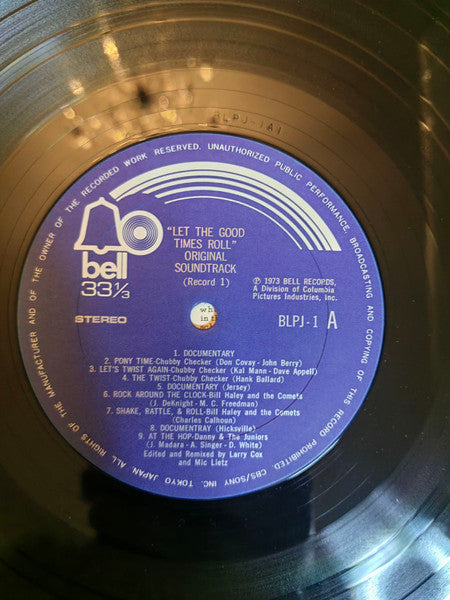 BLPJ-1A1
ALL RIGHTS OF THE MANUFACTURER AND OF THE OWNER OF THE RECORDED WORK RESERVED. UNAUTHORIZED PUBLIC PERFORMANCE, BROADCASTING AND COPYING OF THIS RECORD PROHIBITED. CBS/SONY INC. TOKYO JAPAN
bell
33 1/3
STEREO
"LET THE GOOD
TIMES ROLL"
ORIGINAL
SOUNDTRACK
(Record 1)
Ⓟ 1973 BELL RECORDS,
A Division of Columbia
Pictures Industries, Inc.
BLPJ-1 A
wh
in t
1. DOCUMENTARY
2. PONY TIME-Chubby Checker (Don Covay - John Berry)
3. LET'S TWIST AGAIN-Chubby Checker (Kal Mann - Dave Appell)
4. THE TWIST-Chubby Checker (Hank Ballard)
5. DOCUMENTARY (Jersey)
6. ROCK AROUND THE CLOCK-Bill Haley and the Comets
(J. DeKnight - M. C. Freedman)
7. SHAKE, RATTLE, & ROLL-Bill Haley and the Comets
(Charles Calhoun)
8. DOCUMENTRAY (Hicksville)
9. AT THE HOP-Danny & The Juniors
(J. Madara - A. Singer - D. White)
Edited and Remixed by Larry Cox
and Mic Lietz